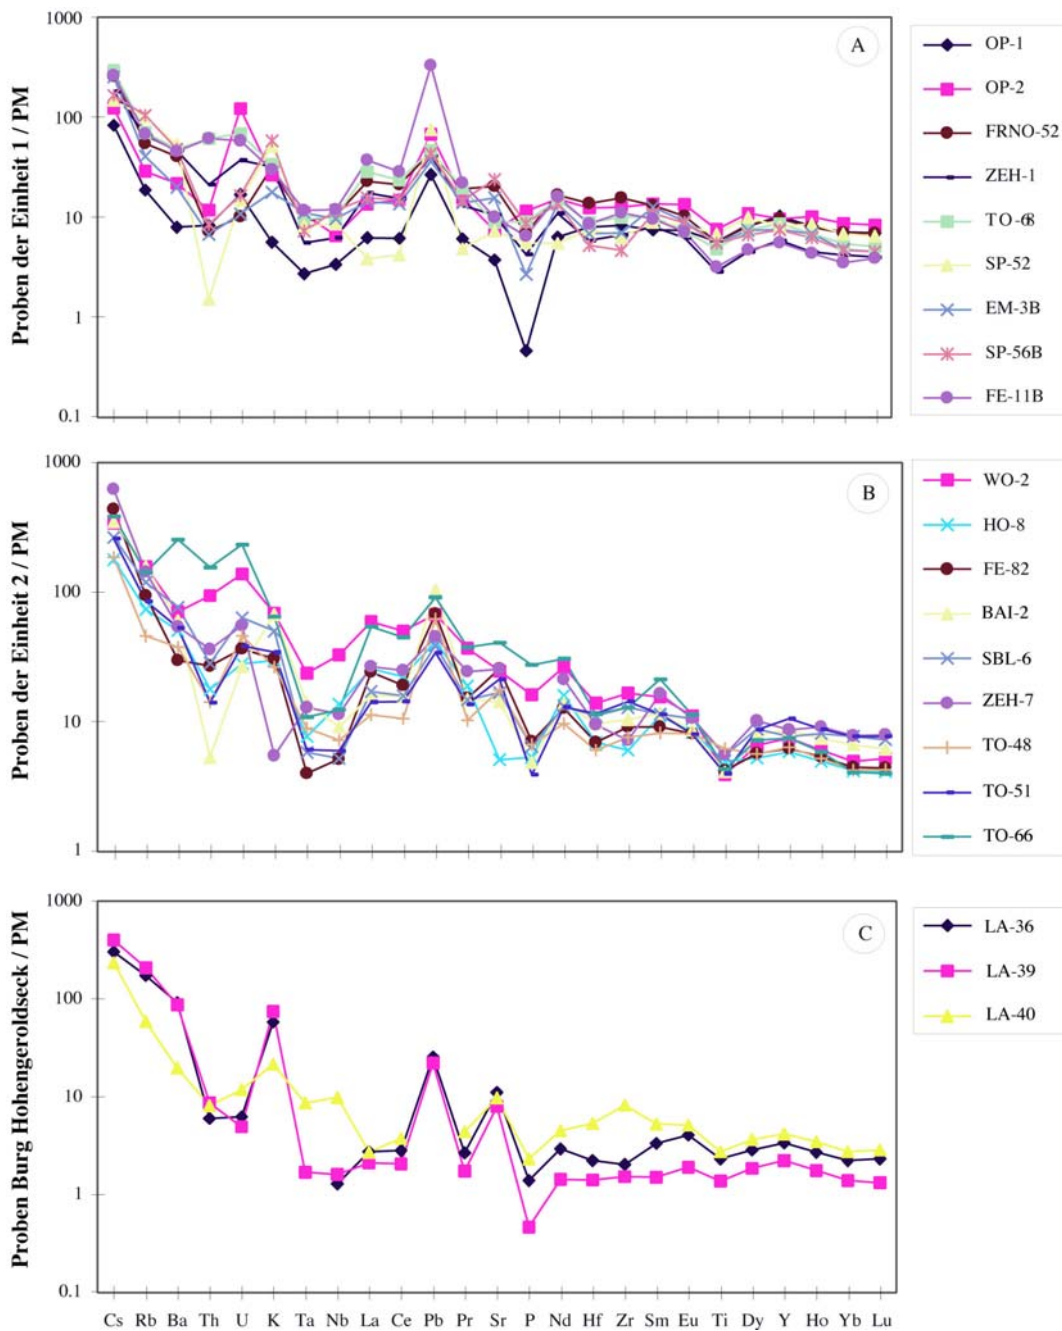 Proben der Einheit 1 / PM
1000
100
10
1
0.1
A
OP-1
OP-2
FRNO-52
ZEH-1
SP-52
EM-3B
SP-56B
FE-11B
Proben der Einheit 2 / PM
1000
100
10
1
B
WO-2
HO-8
FE-82
BAI-2
SBL-6
ZEH-7
TO-48
TO-51
TO-66
Proben Burg Hohengeroldseck / PM
1000
100
10
1
0.1
C
LA-36
LA-39
LA-40
Cs Rb Ba Th U K Ta Nb La Ce Pb Pr Sr P Nd Hf Zr Sm Eu Ti Dy Y Ho Yb Lu